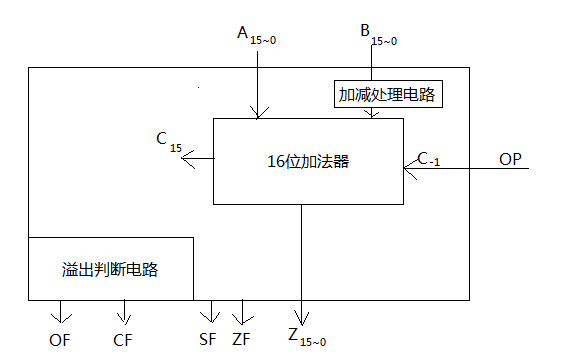 A15~0
B15~0
加减处理电路
C15
16位加法器
C-1
OP
溢出判断电路
OF
CF
SF
ZF
Z15~0